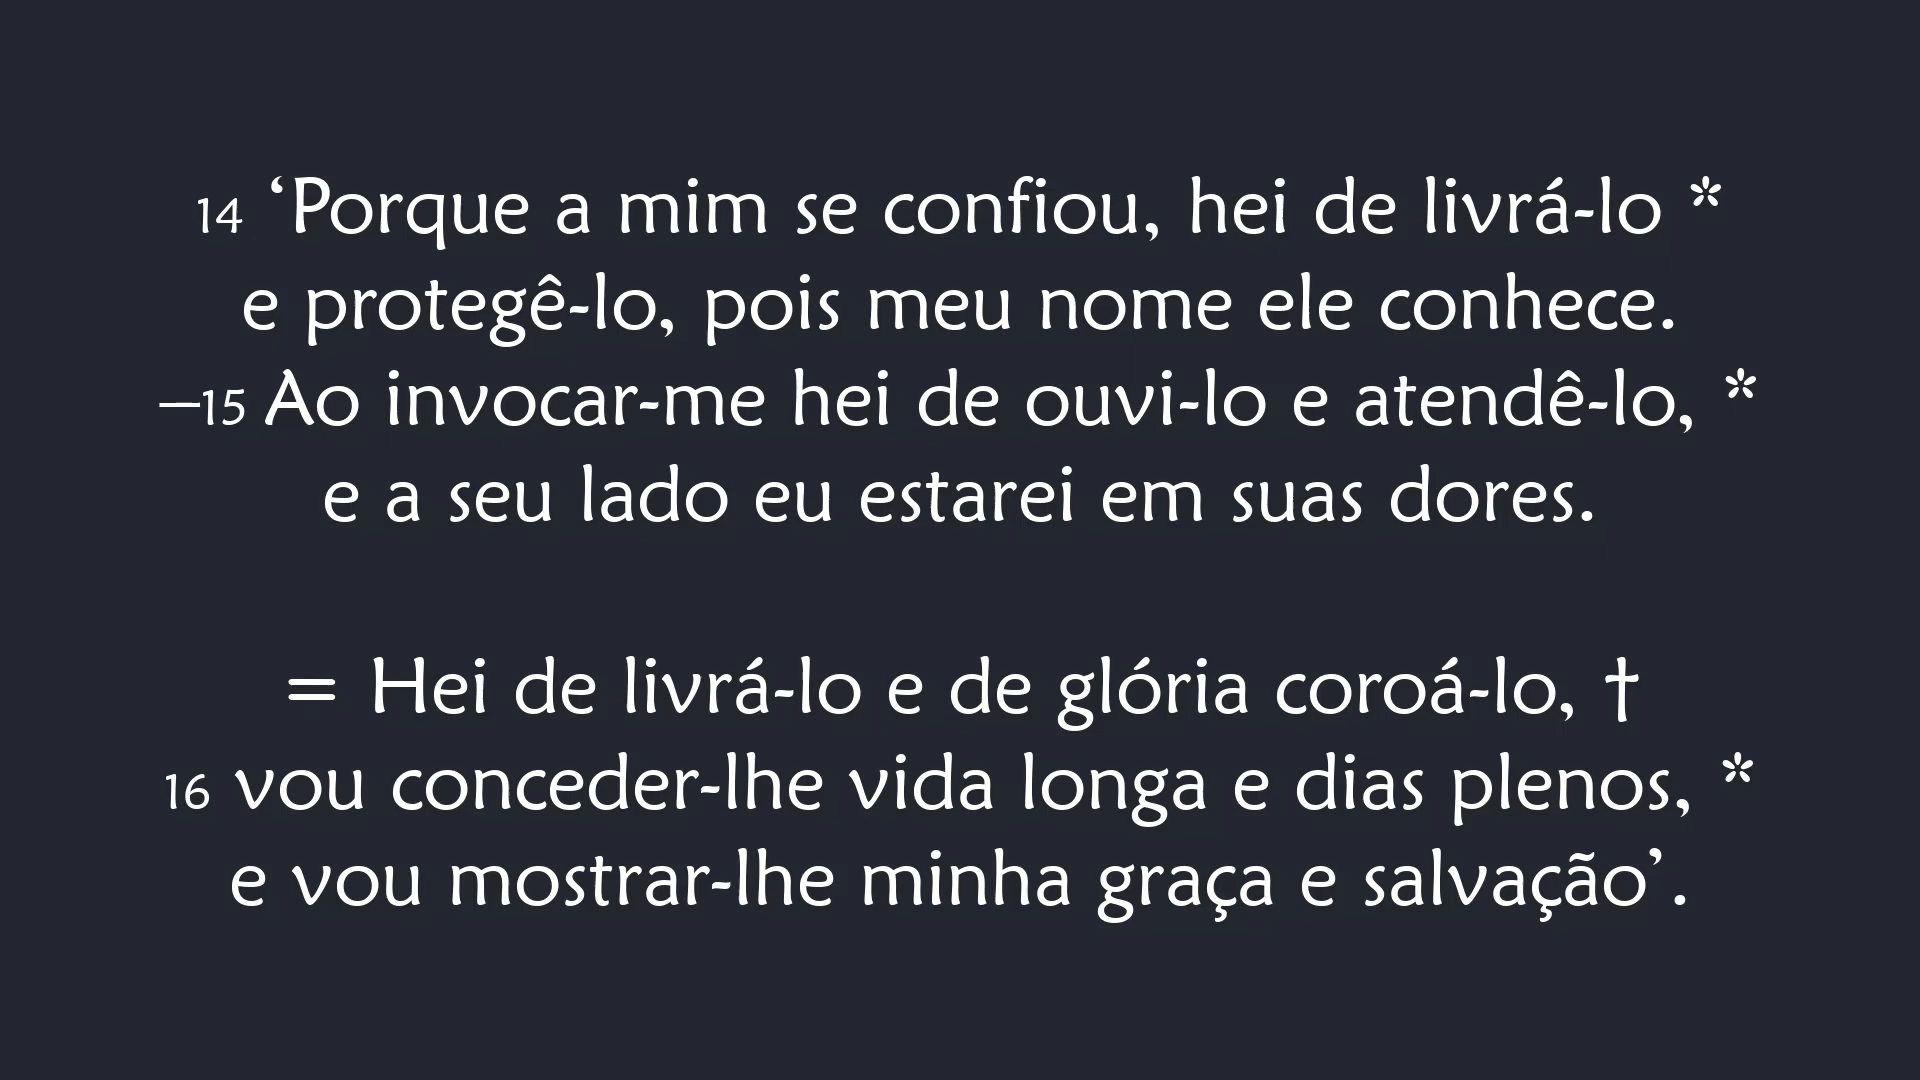 14 ‘Porque a mim se confiou, hei de livrá-lo *
e protegê-lo, pois meu nome ele conhece.
–15 Ao invocar-me hei de ouvi-lo e atendê-lo, *
e a seu lado eu estarei em suas dores.
= Hei de livrá-lo e de glória coroá-lo, †
16 vou conceder-lhe vida longa e dias plenos, *
e vou mostrar-lhe minha graça e salvação’.